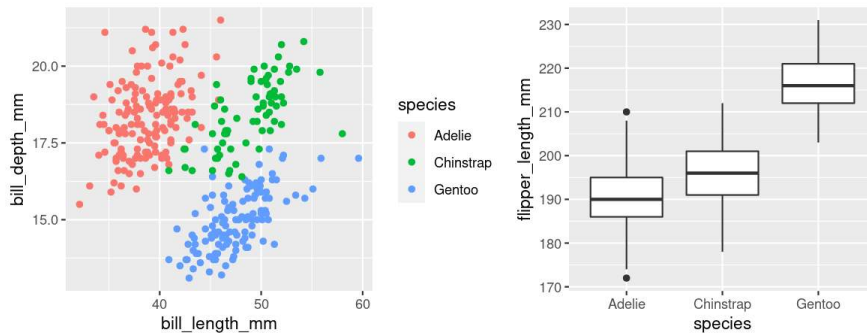 bill_depth_mm
20.0
17.5
15.0
40
50
60
bill_length_mm
species
Adelie
Chinstrap
Gentoo
flipper_length_mm
230
220
210
200
190
180
170
Adelie
Chinstrap
Gentoo
species